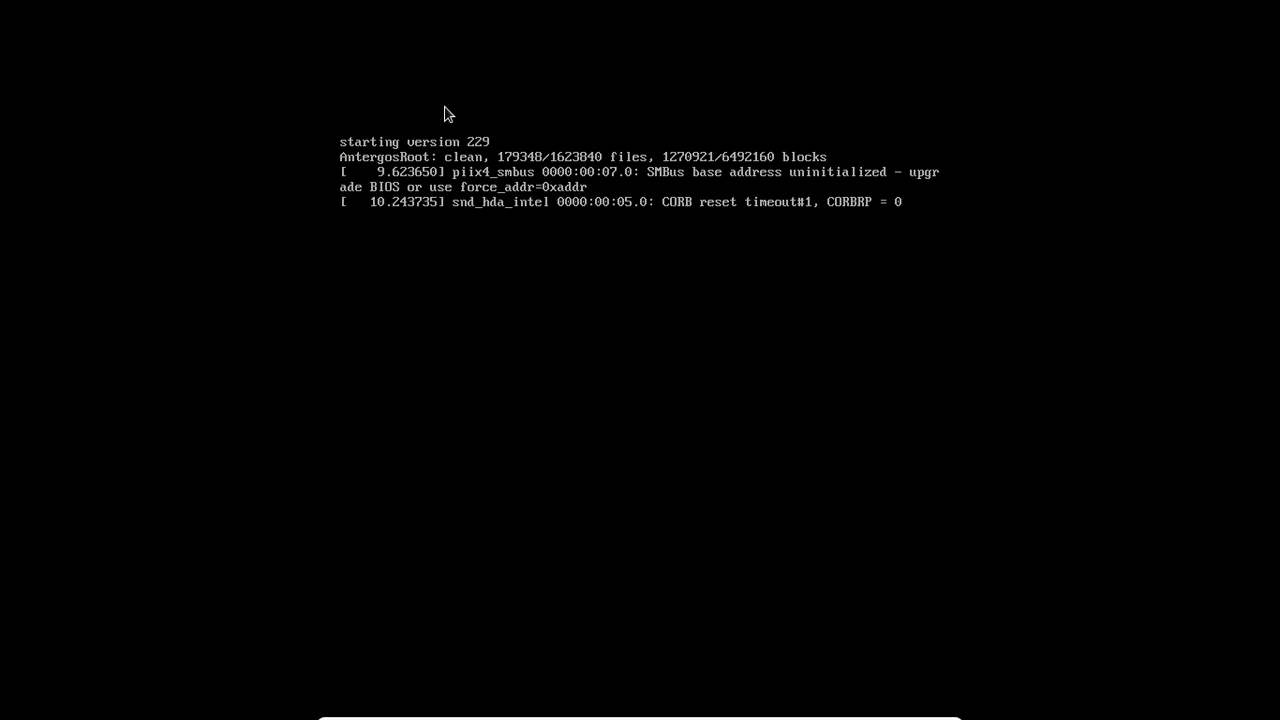 starting version 229
AntergosRoot: clean, 179348/1623840 files, 1270921/6492160 blocks
[    9.623650] piix4_smbus 0000:00:07.0: SMBus base address uninitialized - upgr
ade BIOS or use force_addr=0xaddr
[   10.243735] snd_hda_intel 0000:00:05.0: CORB reset timeout#1, CORBRP = 0